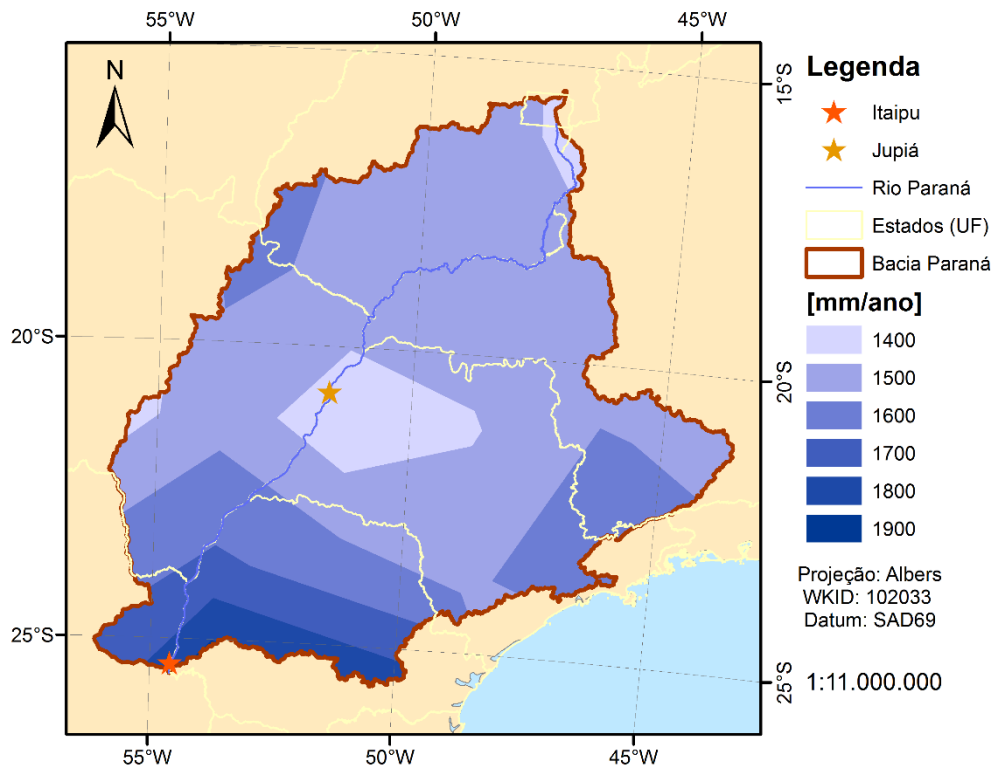 55°W 50°W 45°W
N
15°S
20°S
20°S
25°S
25°S
55°W 50°W 45°W
Legenda
Itaipu
Jupiá
Rio Paraná
Estados (UF)
Bacia Paraná
[mm/ano]
1400
1500
1600
1700
1800
1900
Projeção: Albers
WKID: 102033
Datum: SAD69
1:11.000.000